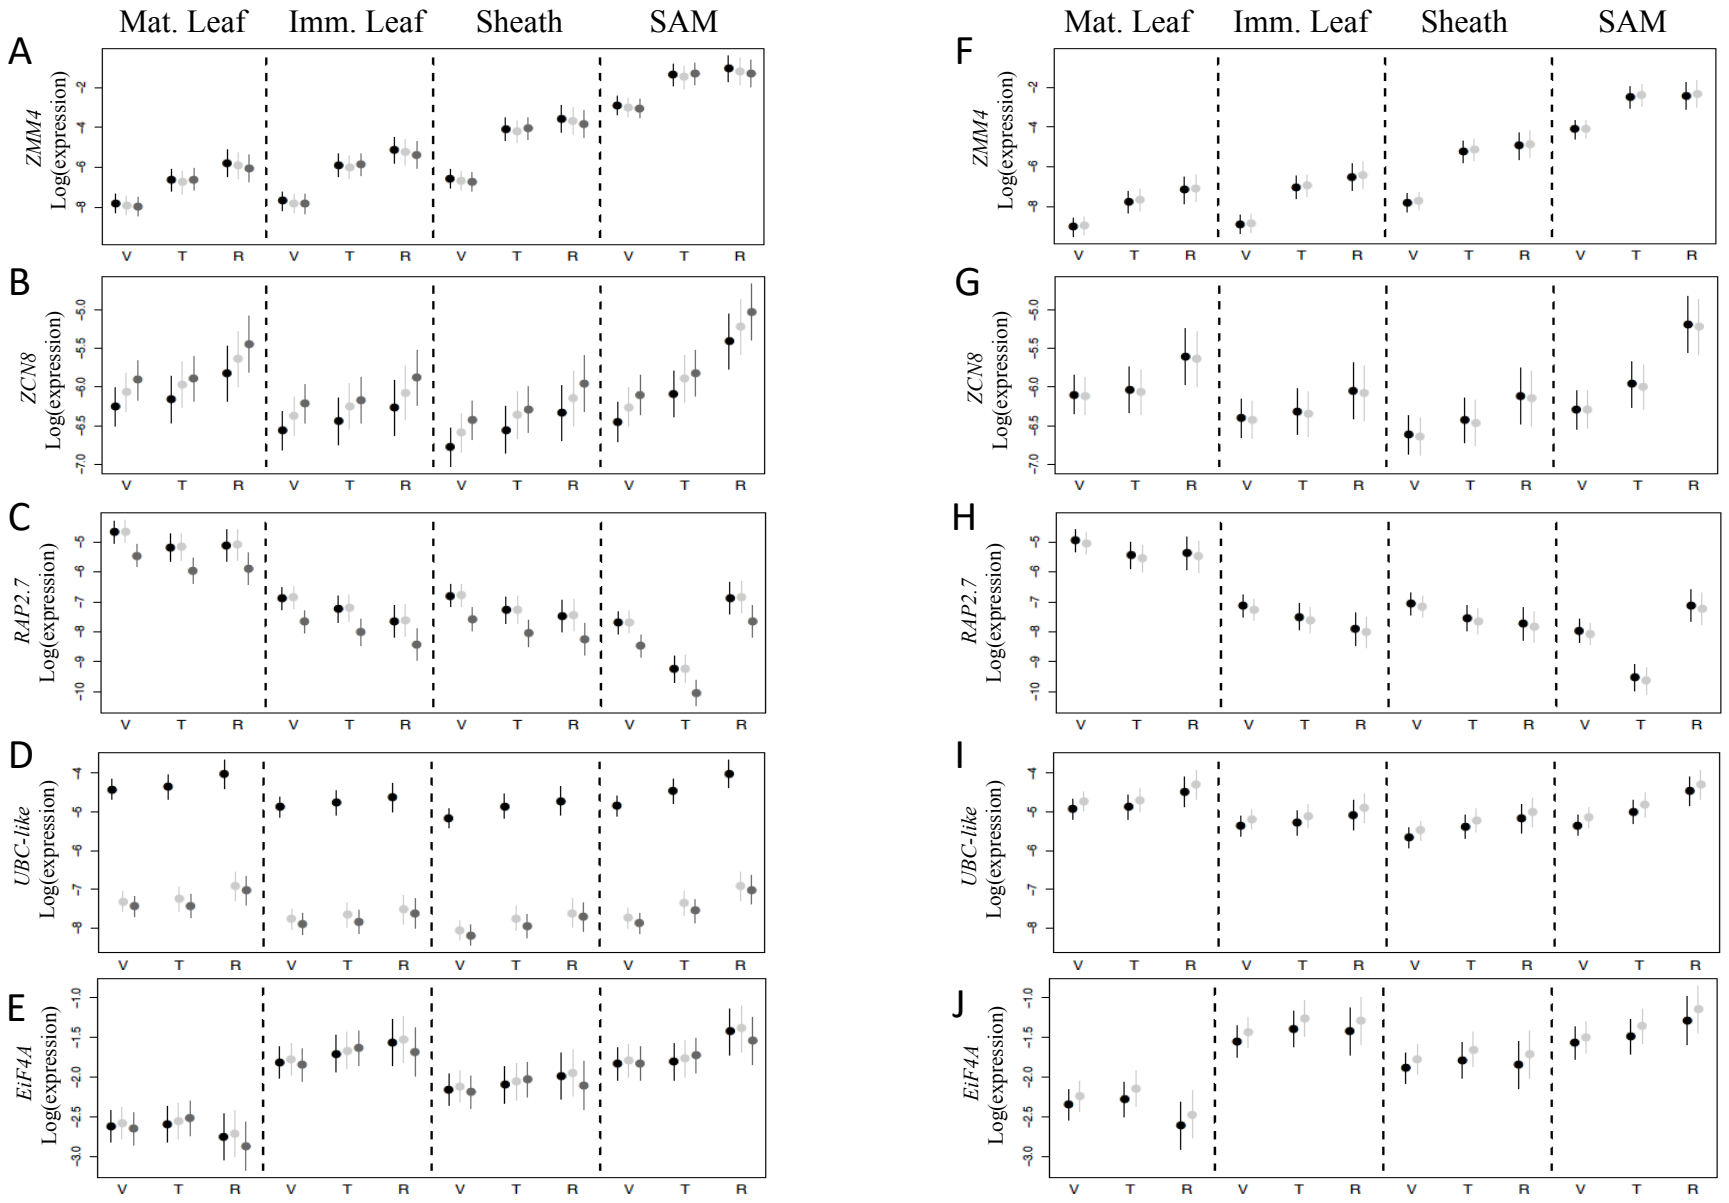 Mat. Leaf Imm. Leaf Sheath SAM
Mat. Leaf Imm. Leaf Sheath SAM
A
ZMM4
Log(expression)
-2
-4
-6
-8
V T R V T R V T R V T R
B
ZCN8
Log(expression)
-5.0
-5.5
-6.0
-6.5
-7.0
V T R V T R V T R V T R
C
RAP2.7
Log(expression)
-5
-6
-7
-8
-9
-10
V T R V T R V T R V T R
D
UBC-like
Log(expression)
-4
-5
-6
-7
-8
V T R V T R V T R V T R
E
EiF4A
Log(expression)
-1.0
-1.5
-2.0
-2.5
-3.0
V T R V T R V T R V T R
F
ZMM4
Log(expression)
-2
-4
-6
-8
V T R V T R V T R V T R
G
ZCN8
Log(expression)
-5.0
-5.5
-6.0
-6.5
-7.0
V T R V T R V T R V T R
H
RAP2.7
Log(expression)
-5
-6
-7
-8
-9
-10
V T R V T R V T R V T R
I
UBC-like
Log(expression)
-4
-5
-6
-7
-8
V T R V T R V T R V T R
J
EiF4A
Log(expression)
-1.0
-1.5
-2.0
-2.5
-3.0
V T R V T R V T R V T R